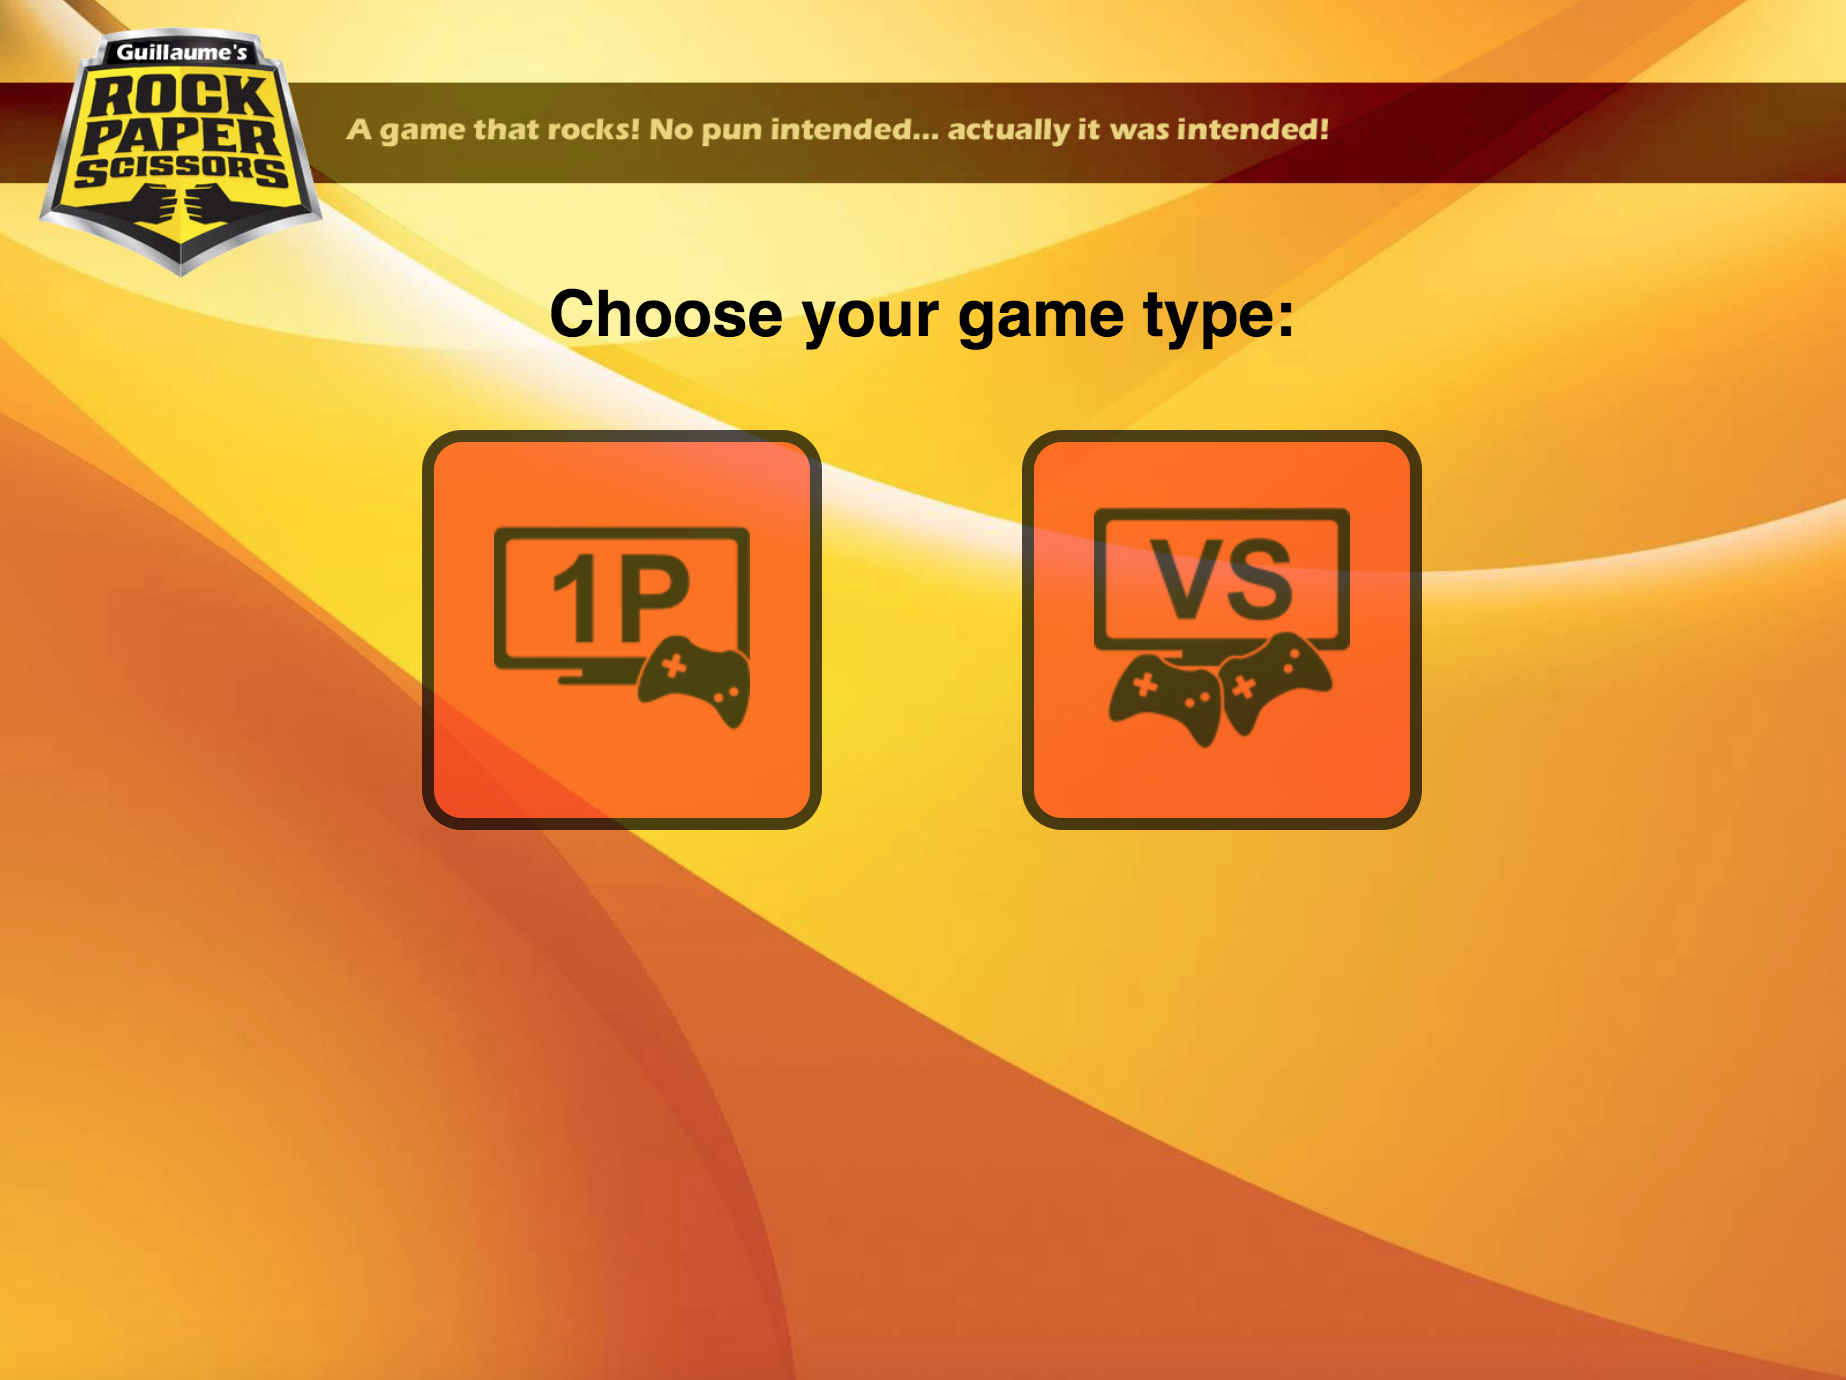 Guillaume's
ROCK
PAPER
SCISSORS
A game that rocks! No pun intended... actually it was intended!
Choose your game type:
1P
VS